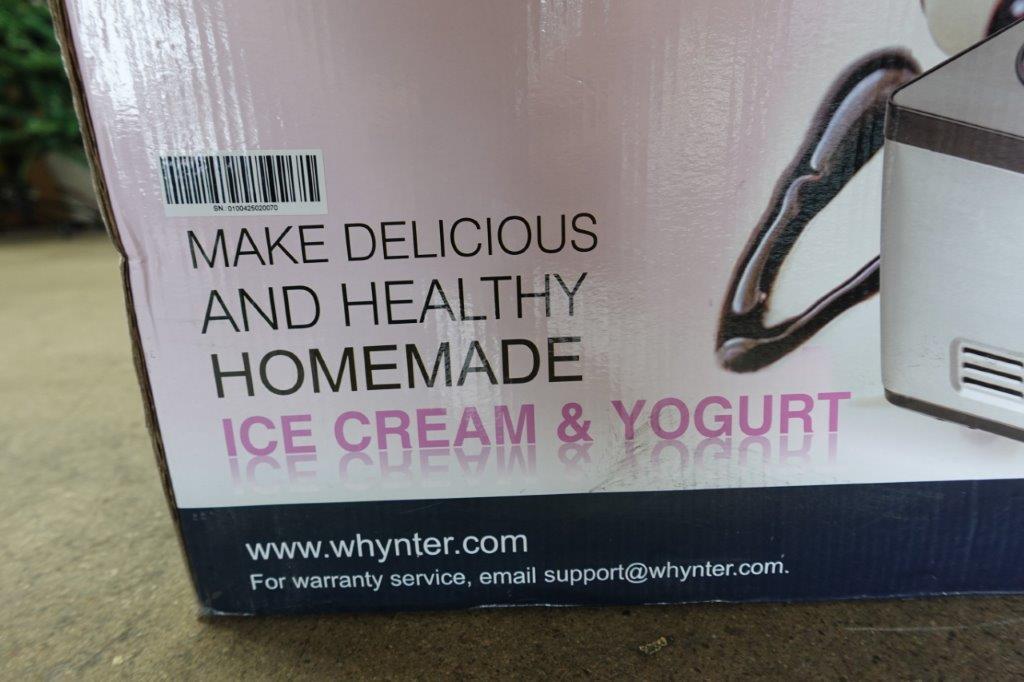 SN: 0100425020070
MAKE DELICIOUS
AND HEALTHY
HOMEMADE
ICE CREAM & YOGURT
www.whynter.com
For warranty service, email support@whynter.com.